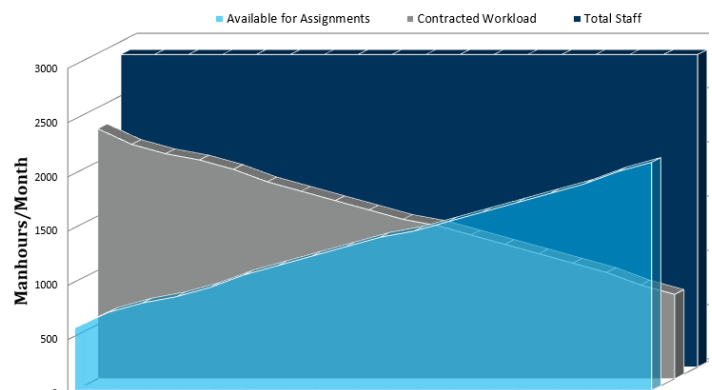 Available for Assignments
Contracted Workload
Total Staff
3000
2500
2000
1500
1000
500
Manhours/Month